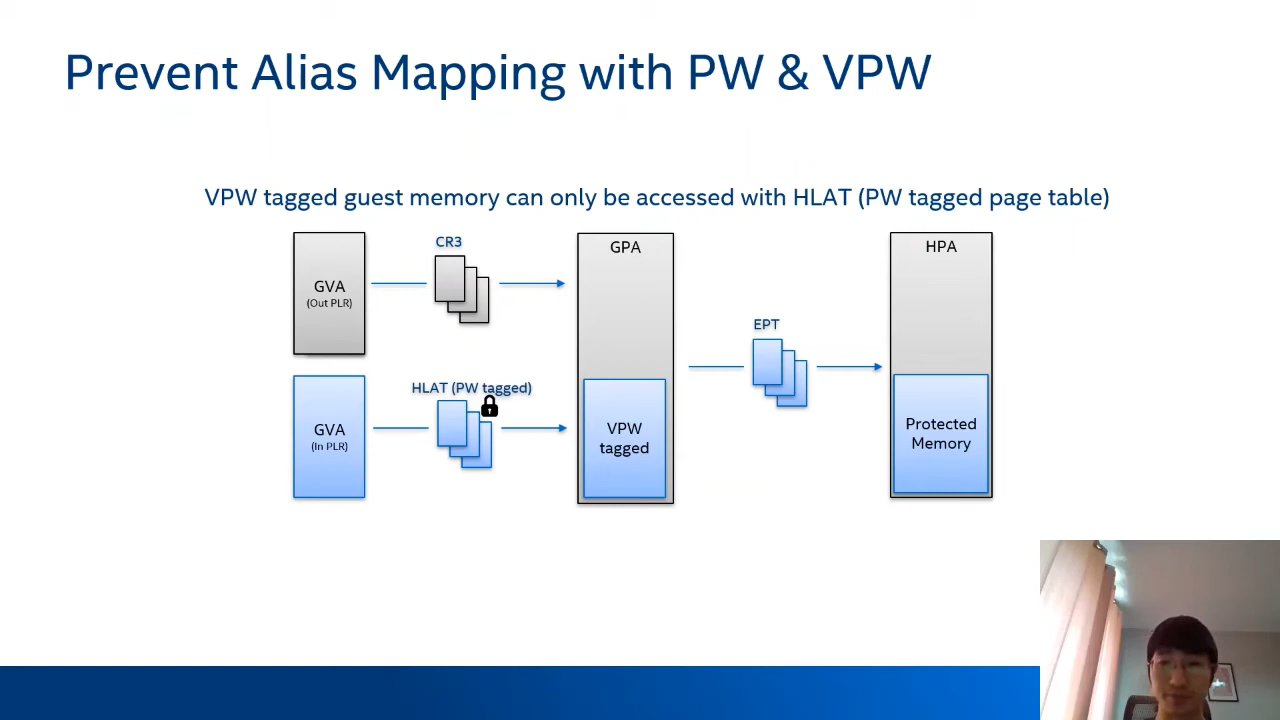 Prevent Alias Mapping with PW & VPW
VPW tagged guest memory can only be accessed with HLAT (PW tagged page table)
GVA
(Out PLR)
CR3
GPA
HPA
EPT
GVA
(In PLR)
HLAT (PW tagged)
VPW
tagged
Protected
Memory